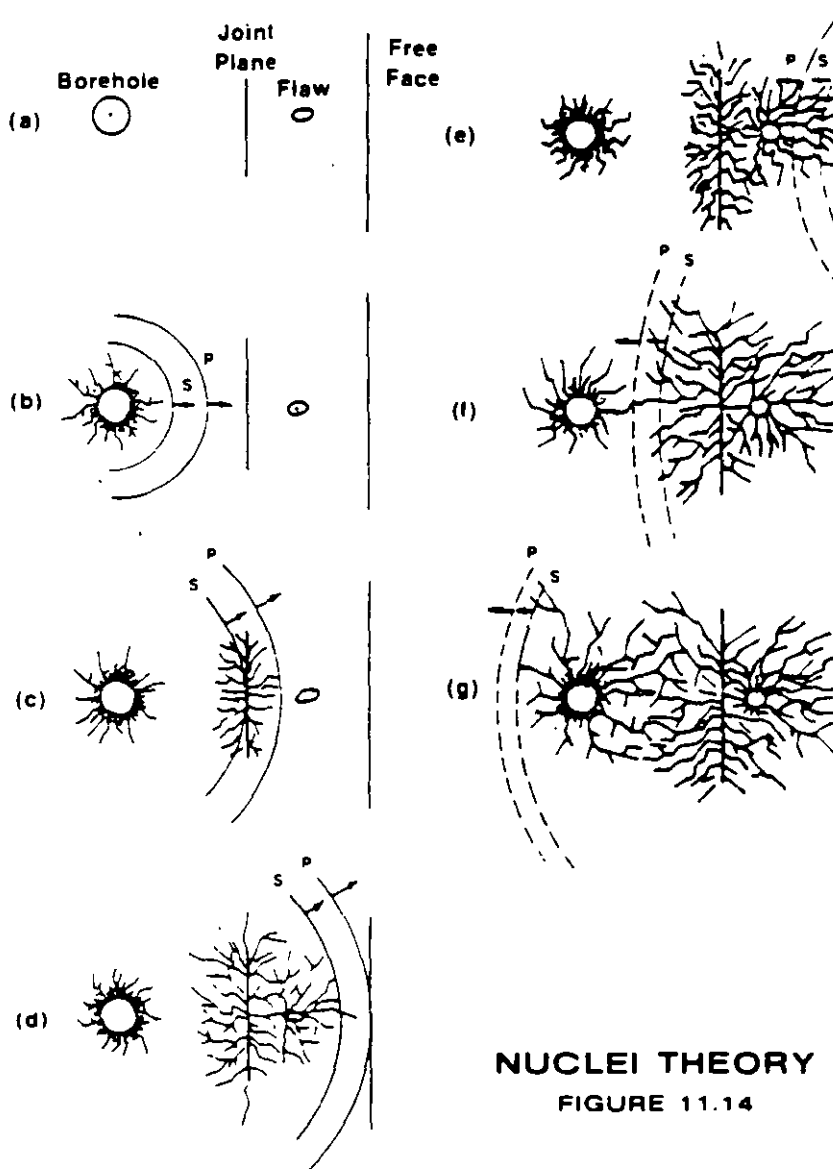 Joint
Plane
Free
Face
Borehole
Flaw
(a)
P
S
(e)
P
S
(b)
P
S
(f)
P
S
(c)
P
S
(g)
S
P
(d)
NUCLEI THEORY
FIGURE 11.14